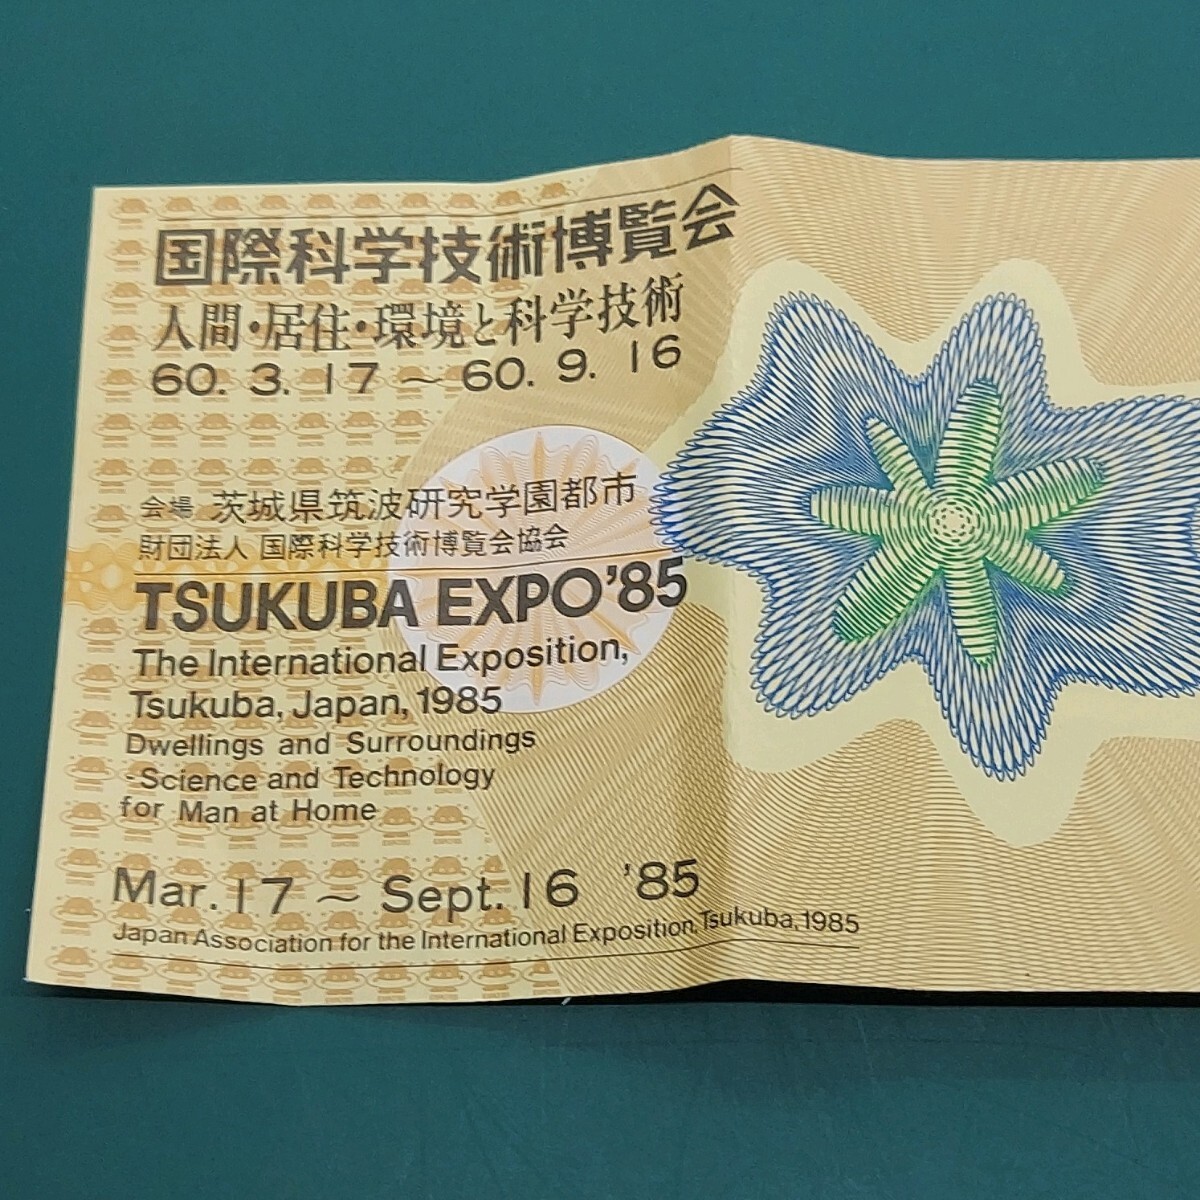 国際科学技術博覧会
人間・居住・環境と科学技術
60. 3. 17 ～ 60. 9. 16
会場 茨城県筑波研究学園都市
財団法人 国際科学技術博覧会協会
TSUKUBA EXPO'85
The International Exposition,
Tsukuba, Japan, 1985
Dwellings and Surroundings
-Science and Technology
for Man at Home
Mar. 17 ～ Sept. 16 '85
Japan Association for the International Exposition, Tsukuba, 1985